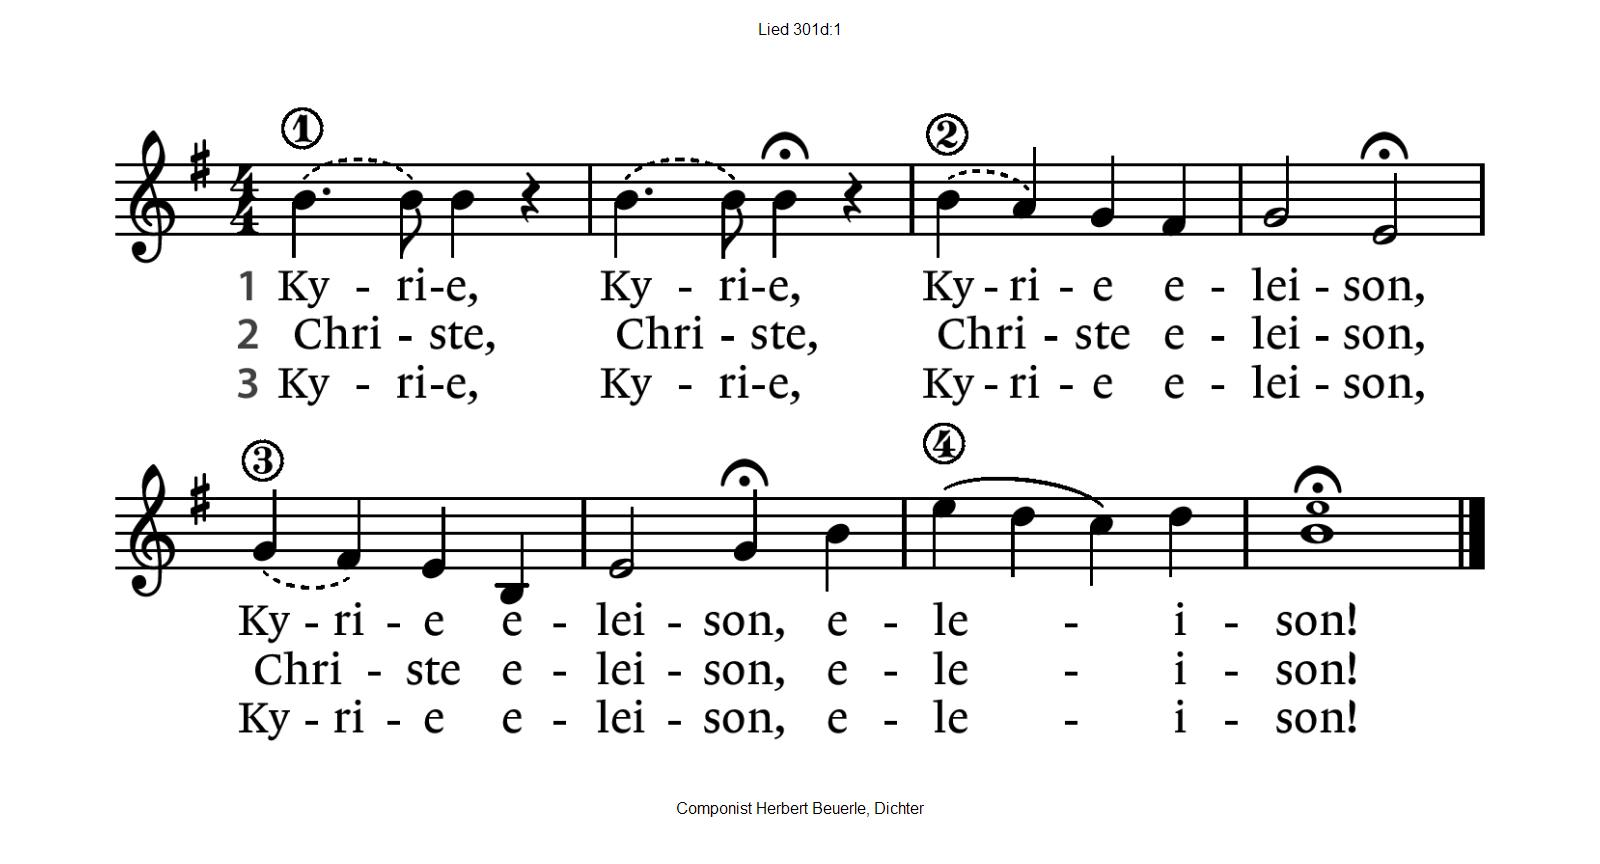 Lied 301d:1
① ②
1 Ky - ri-e, Ky - ri-e, Ky - ri - e e - lei - son,
2 Chri - ste, Chri - ste, Chri - ste e - lei - son,
3 Ky - ri-e, Ky - ri-e, Ky - ri - e e - lei - son,
③ ④
Ky - ri - e e - lei - son, e - le - i - son!
Chri - ste e - lei - son, e - le - i - son!
Ky - ri - e e - lei - son, e - le - i - son!
Componist Herbert Beuerle, Dichter